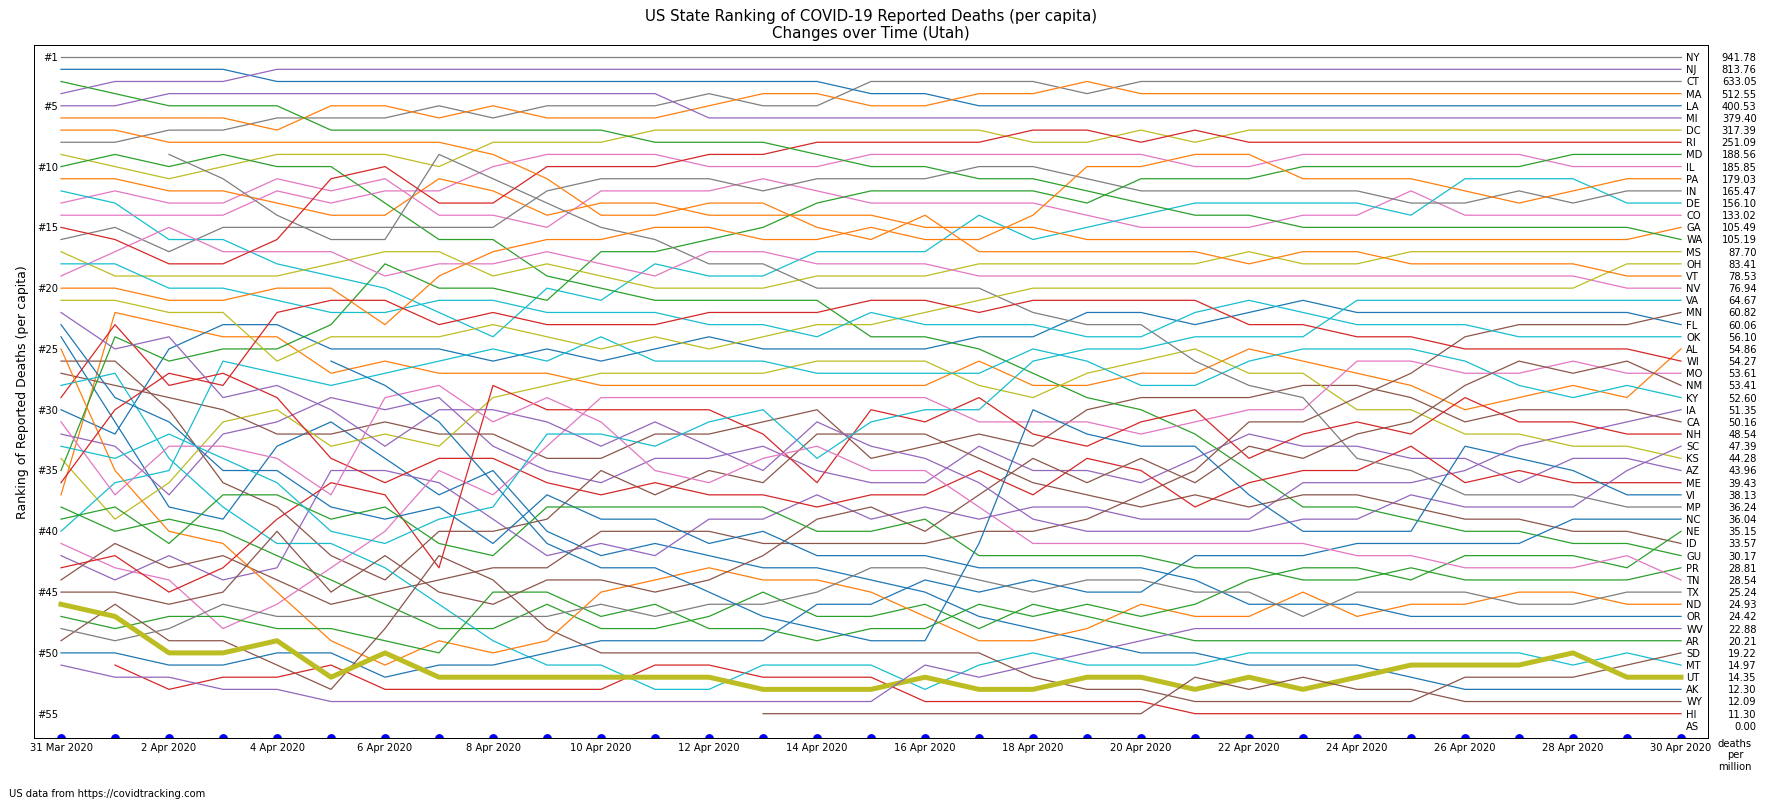 US State Ranking of COVID-19 Reported Deaths (per capita)
Changes over Time (Utah)
Ranking of Reported Deaths (per capita)
#1
#5
#10
#15
#20
#25
#30
#35
#40
#45
#50
#55
NY 941.78
NJ 813.76
CT 633.05
MA 512.55
LA 400.53
MI 379.40
DC 317.39
RI 251.09
MD 188.56
IL 185.85
PA 179.03
IN 165.47
DE 156.10
CO 133.02
GA 105.49
WA 105.19
MS 87.70
OH 83.41
VT 78.53
NV 76.94
VA 64.67
MN 60.82
FL 60.06
OK 56.10
AL 54.86
WI 54.27
MO 53.61
NM 53.41
KY 52.60
IA 51.35
CA 50.16
NH 48.54
SC 47.39
KS 44.28
AZ 43.96
ME 39.43
VI 38.13
MP 36.24
NC 36.04
NE 35.15
ID 33.57
GU 30.17
PR 28.81
TN 28.54
TX 25.24
ND 24.93
OR 24.42
WV 22.88
AR 20.21
SD 19.22
MT 14.97
UT 14.35
AK 12.30
WY 12.09
HI 11.30
AS 0.00
31 Mar 2020 2 Apr 2020 4 Apr 2020 6 Apr 2020 8 Apr 2020 10 Apr 2020 12 Apr 2020 14 Apr 2020 16 Apr 2020 18 Apr 2020 20 Apr 2020 22 Apr 2020 24 Apr 2020 26 Apr 2020 28 Apr 2020 30 Apr 2020
deaths
per
million
US data from https://covidtracking.com